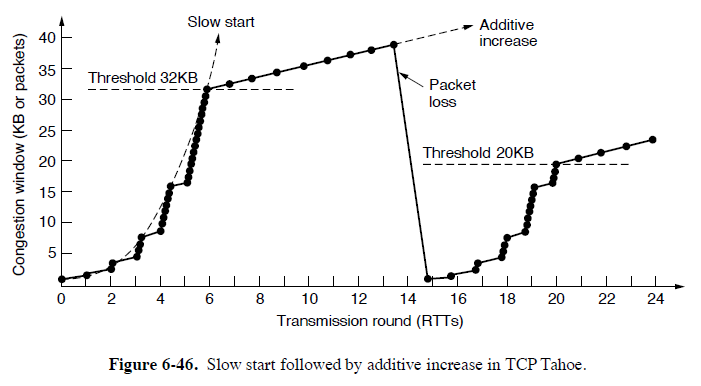 Slow start
Additive
increase
Threshold 32KB
Packet
loss
Threshold 20KB
Congestion window (KB or packets)
40
35
30
25
20
15
10
5
0 2 4 6 8 10 12 14 16 18 20 22 24
Transmission round (RTTs)
Figure 6-46. Slow start followed by additive increase in TCP Tahoe.